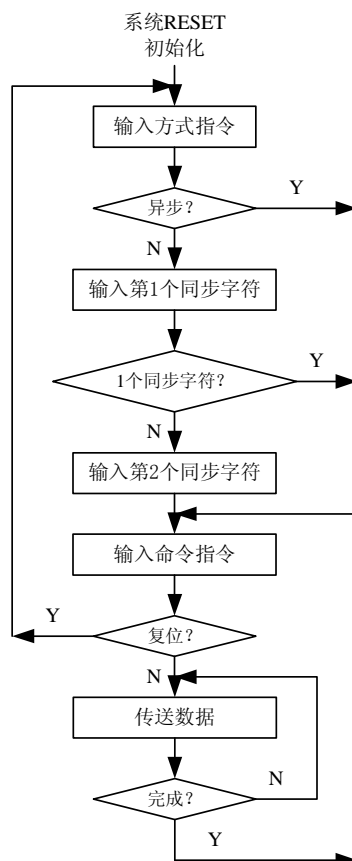 系统RESET
初始化
输入方式指令
异步?
Y
N
输入第1个同步字符
1个同步字符?
Y
N
输入第2个同步字符
输入命令指令
复位?
Y
N
传送数据
完成?
N
Y